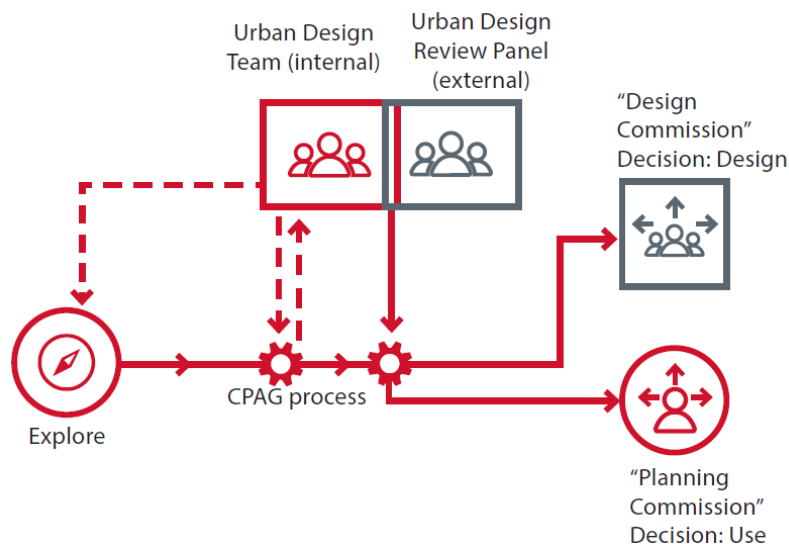 Urban Design
Team (internal)
Urban Design
Review Panel
(external)
“Design
Commission”
Decision: Design
CPAG process
Explore
“Planning
Commission”
Decision: Use